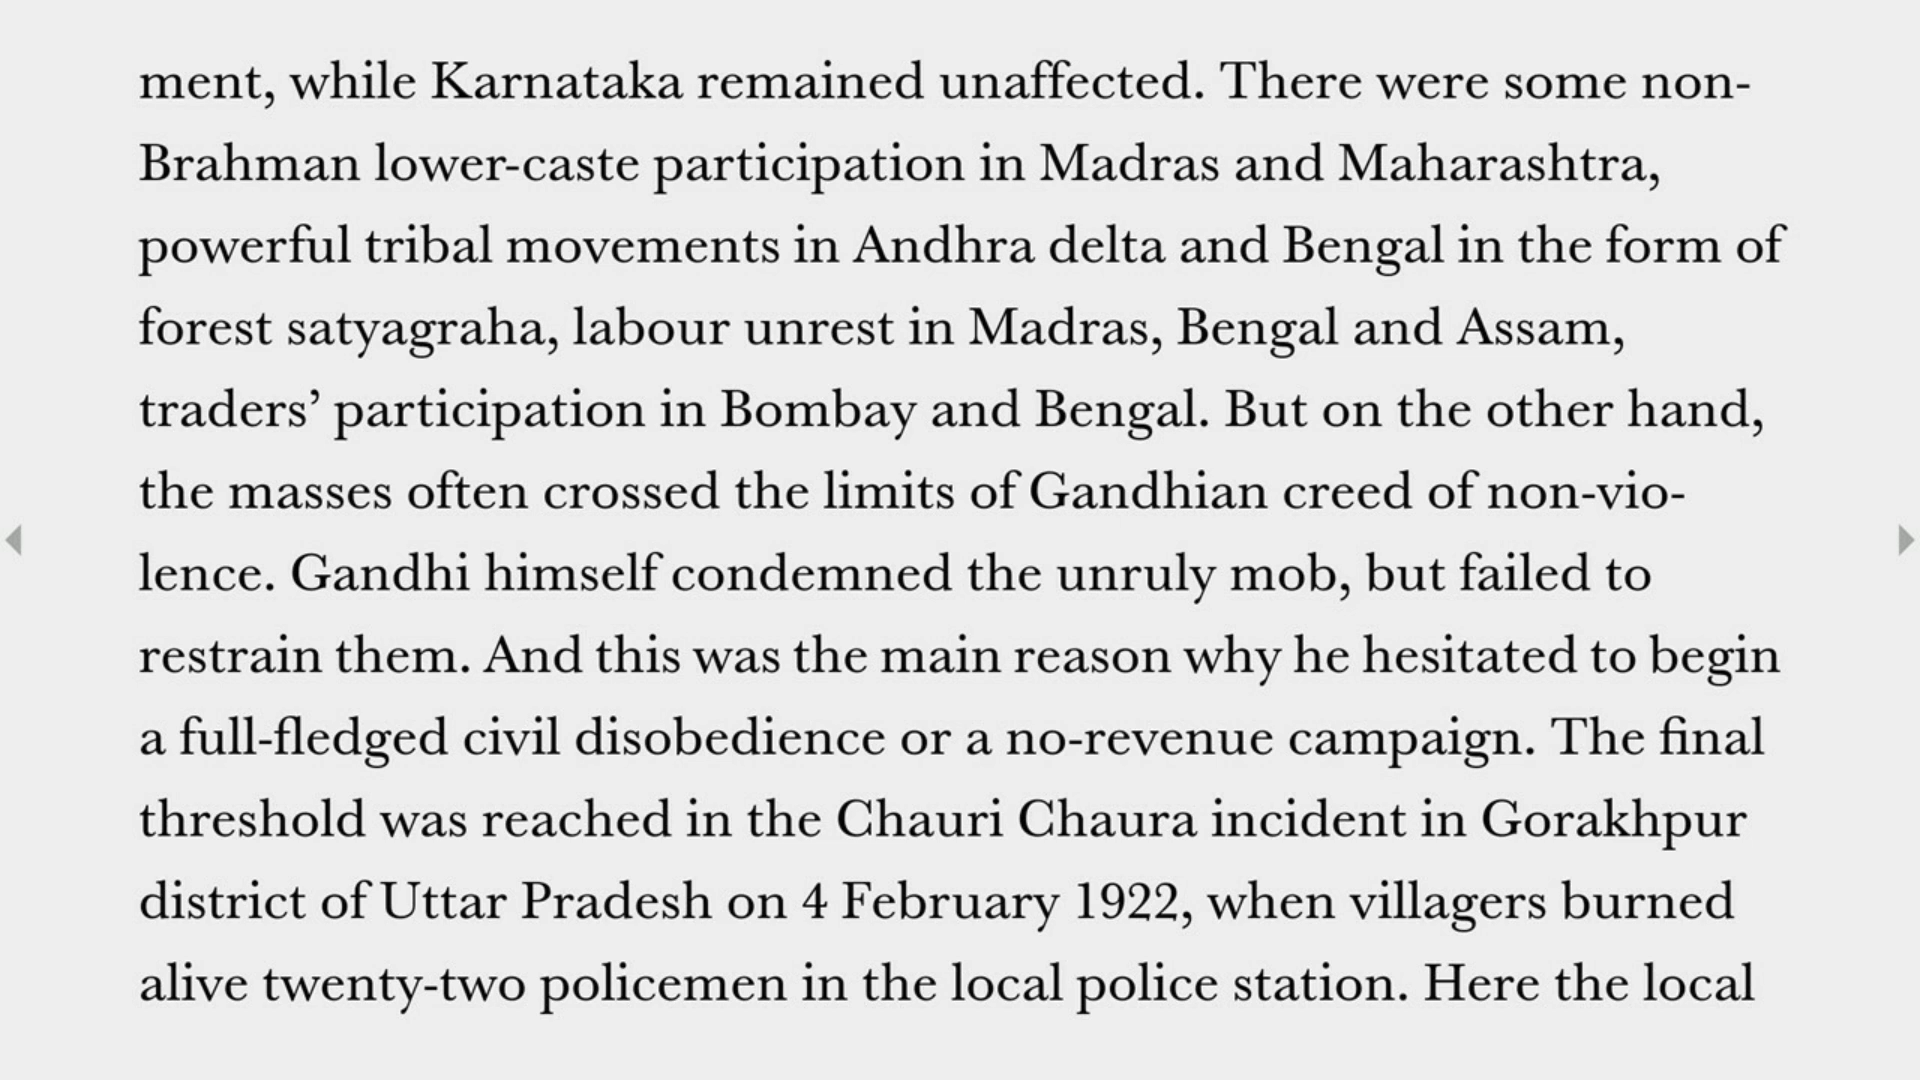 ment, while Karnataka remained unaffected. There were some non-
Brahman lower-caste participation in Madras and Maharashtra,
powerful tribal movements in Andhra delta and Bengal in the form of
forest satyagraha, labour unrest in Madras, Bengal and Assam,
traders’ participation in Bombay and Bengal. But on the other hand,
the masses often crossed the limits of Gandhian creed of non-vio-
lence. Gandhi himself condemned the unruly mob, but failed to
restrain them. And this was the main reason why he hesitated to begin
a full-fledged civil disobedience or a no-revenue campaign. The final
threshold was reached in the Chauri Chaura incident in Gorakhpur
district of Uttar Pradesh on 4 February 1922, when villagers burned
alive twenty-two policemen in the local police station. Here the local